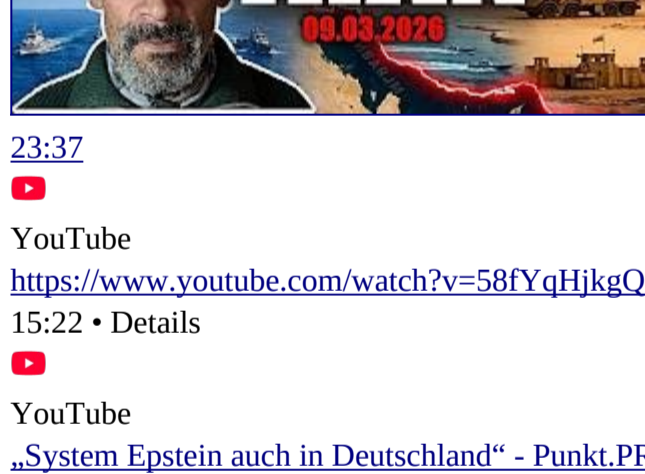 09.03.2026
23:37
YouTube
https://www.youtube.com/watch?v=58fYqHjkgQ
15:22 • Details
YouTube
„System Epstein auch in Deutschland“ - Punkt.PR